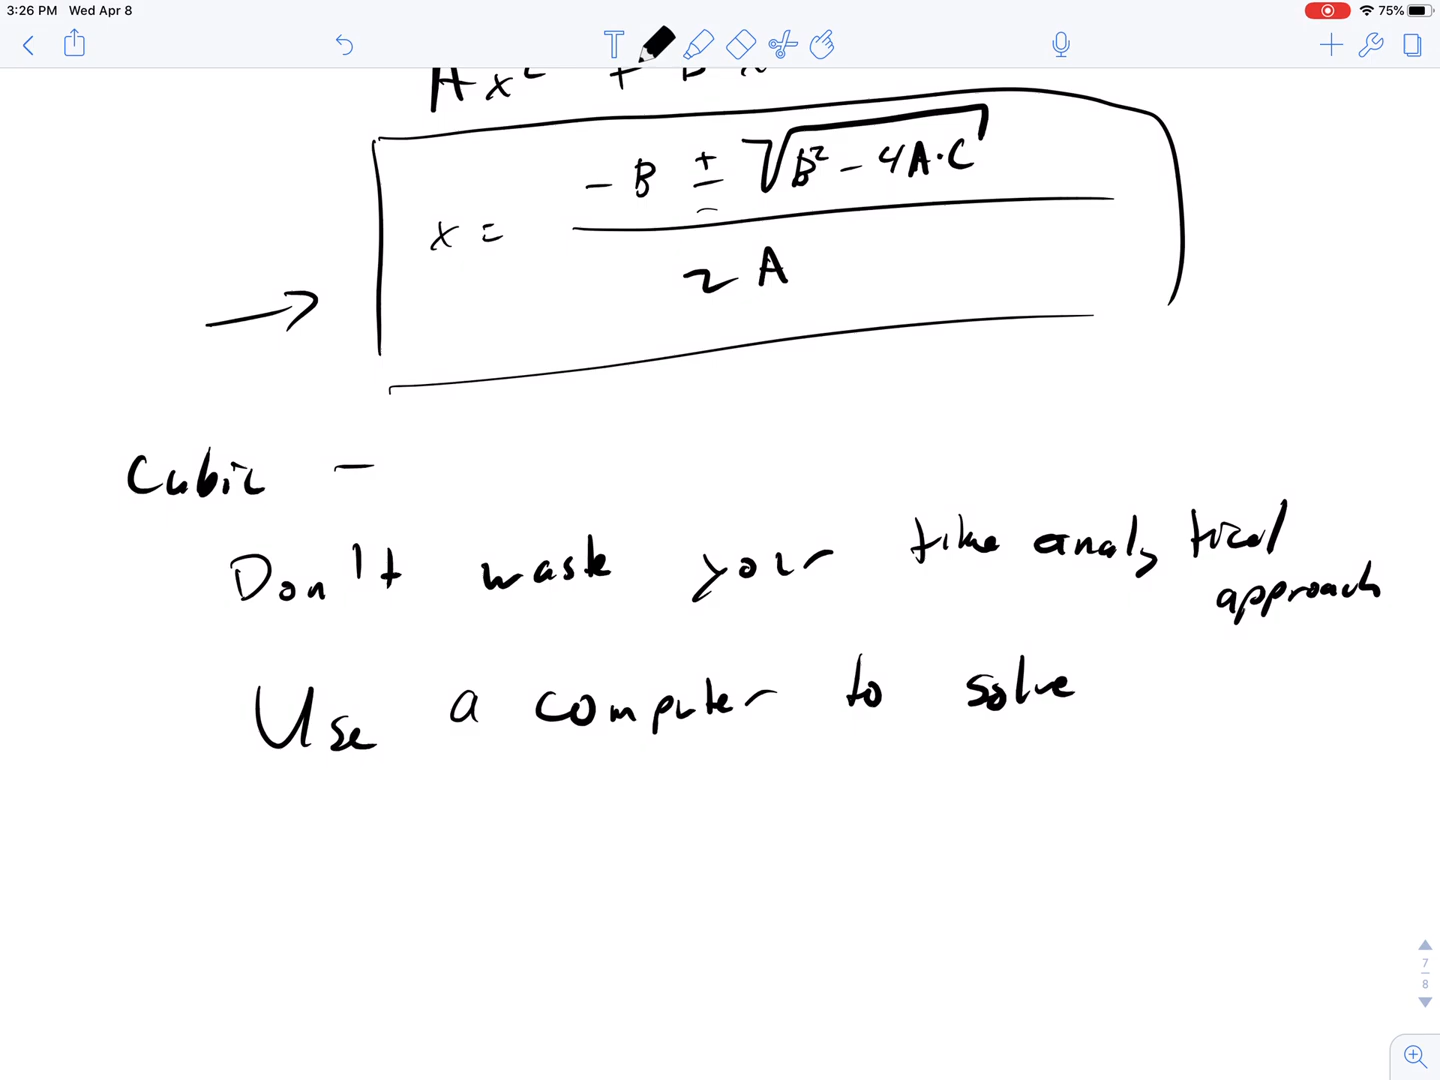 3:26 PM Wed Apr 8
75%
T
Ax² + B x
x = -B ± √B² - 4A·C
2A
Cubic -
Don't waste your time analytical
approach
Use a computer to solve
7
8